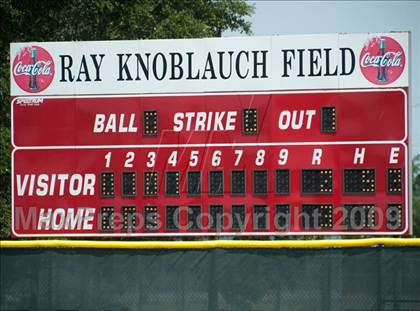 Coca-Cola RAY KNOBLAUCH FIELD Coca-Cola
SPECTRUM
BALL STRIKE OUT
1 2 3 4 5 6 7 8 9 R H E
VISITOR
HOME
MaxPreps Copyright 2009